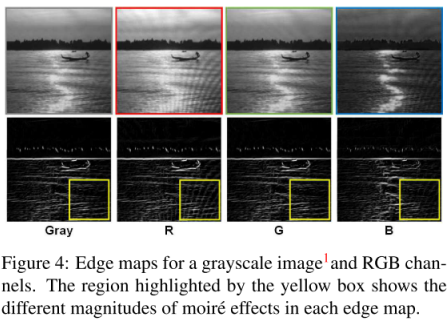 Gray R G B
Figure 4: Edge maps for a grayscale image1 and RGB chan-
nels. The region highlighted by the yellow box shows the
different magnitudes of moiré effects in each edge map.